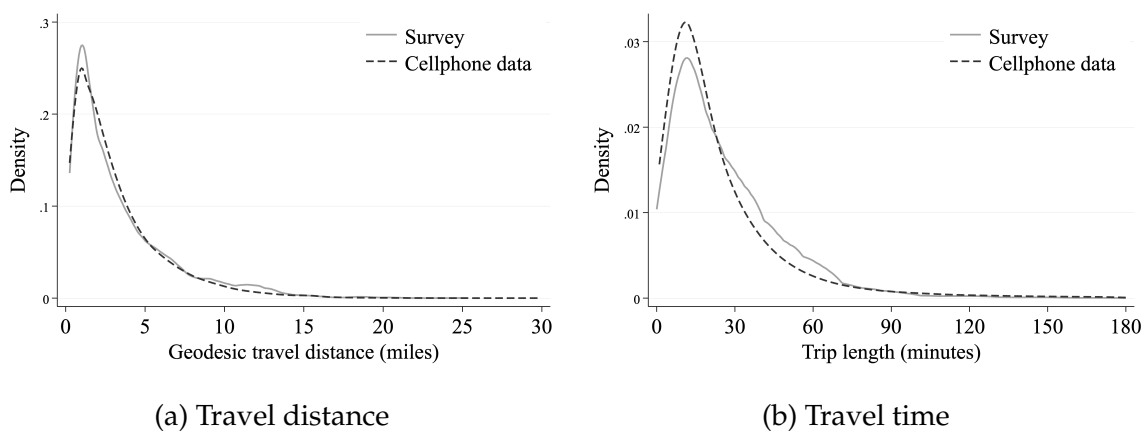 Survey
Cellphone data
.3
.2
.1
0
Density
0 5 10 15 20 25 30
Geodesic travel distance (miles)
(a) Travel distance
Survey
Cellphone data
.03
.02
.01
0
Density
0 30 60 90 120 150 180
Trip length (minutes)
(b) Travel time